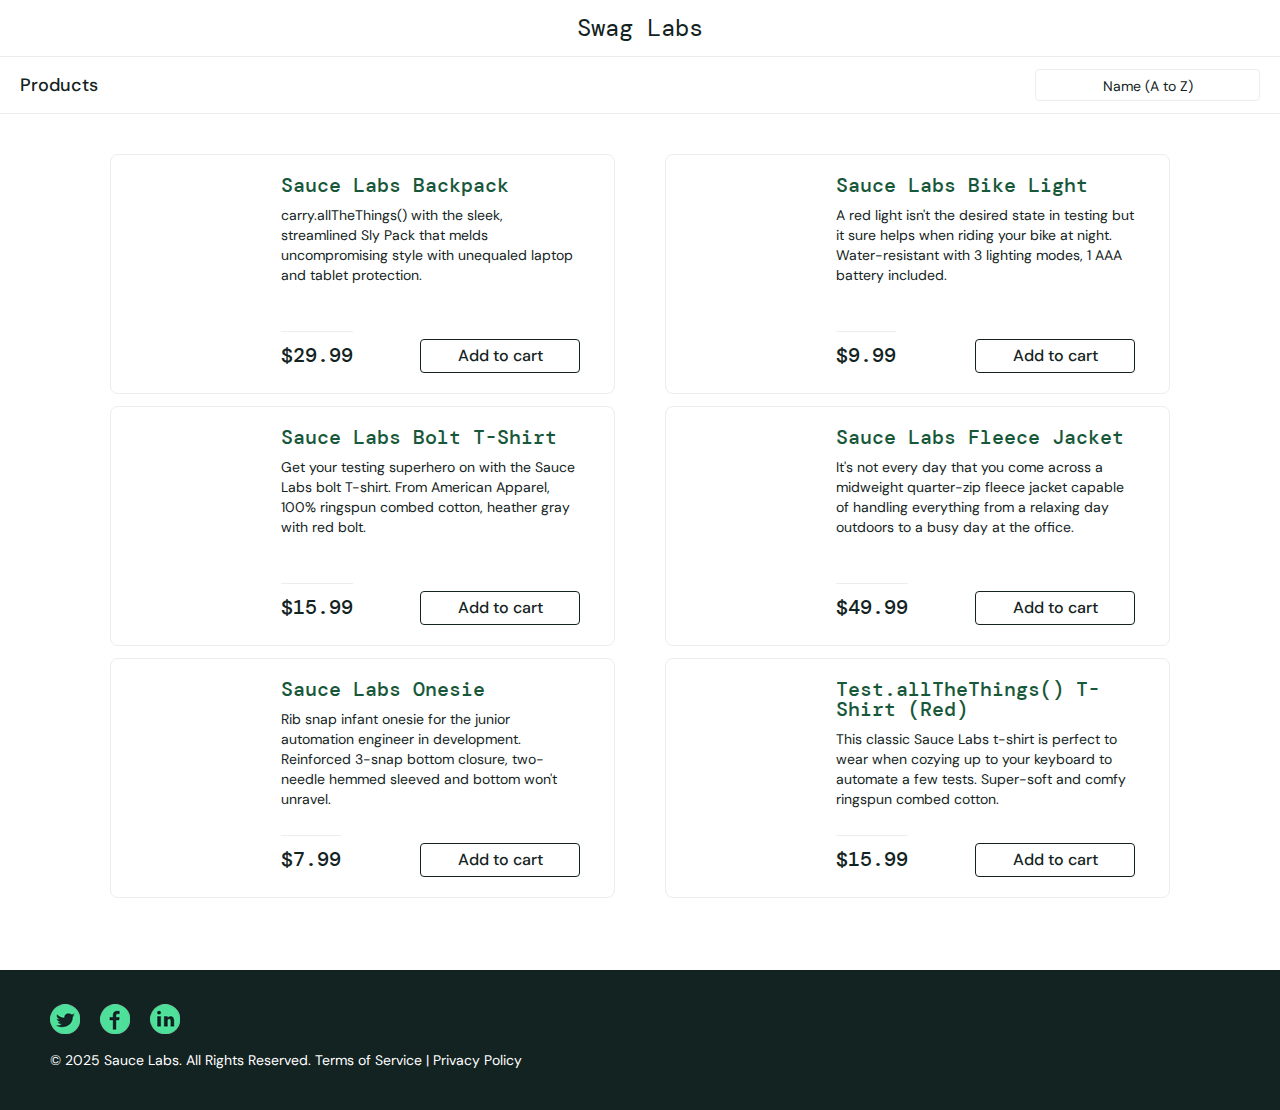 Swag Labs
Products
Name (A to Z)
Sauce Labs Backpack
carry.allTheThings() with the sleek,
streamlined Sly Pack that melds
uncompromising style with unequaled laptop
and tablet protection.
$29.99
Add to cart
Sauce Labs Bike Light
A red light isn't the desired state in testing but
it sure helps when riding your bike at night.
Water-resistant with 3 lighting modes, 1 AAA
battery included.
$9.99
Add to cart
Sauce Labs Bolt T-Shirt
Get your testing superhero on with the Sauce
Labs bolt T-shirt. From American Apparel,
100% ringspun combed cotton, heather gray
with red bolt.
$15.99
Add to cart
Sauce Labs Fleece Jacket
It's not every day that you come across a
midweight quarter-zip fleece jacket capable
of handling everything from a relaxing day
outdoors to a busy day at the office.
$49.99
Add to cart
Sauce Labs Onesie
Rib snap infant onesie for the junior
automation engineer in development.
Reinforced 3-snap bottom closure, two-
needle hemmed sleeved and bottom won't
unravel.
$7.99
Add to cart
Test.allTheThings() T-
Shirt (Red)
This classic Sauce Labs t-shirt is perfect to
wear when cozying up to your keyboard to
automate a few tests. Super-soft and comfy
ringspun combed cotton.
$15.99
Add to cart
© 2025 Sauce Labs. All Rights Reserved. Terms of Service | Privacy Policy